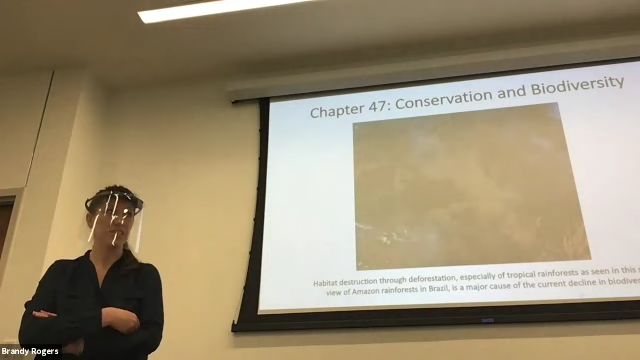 Chapter 47: Conservation and Biodiversity
Habitat destruction through deforestation, especially of tropical rainforests as seen in this
view of Amazon rainforests in Brazil, is a major cause of the current decline in
Brandy Rogers